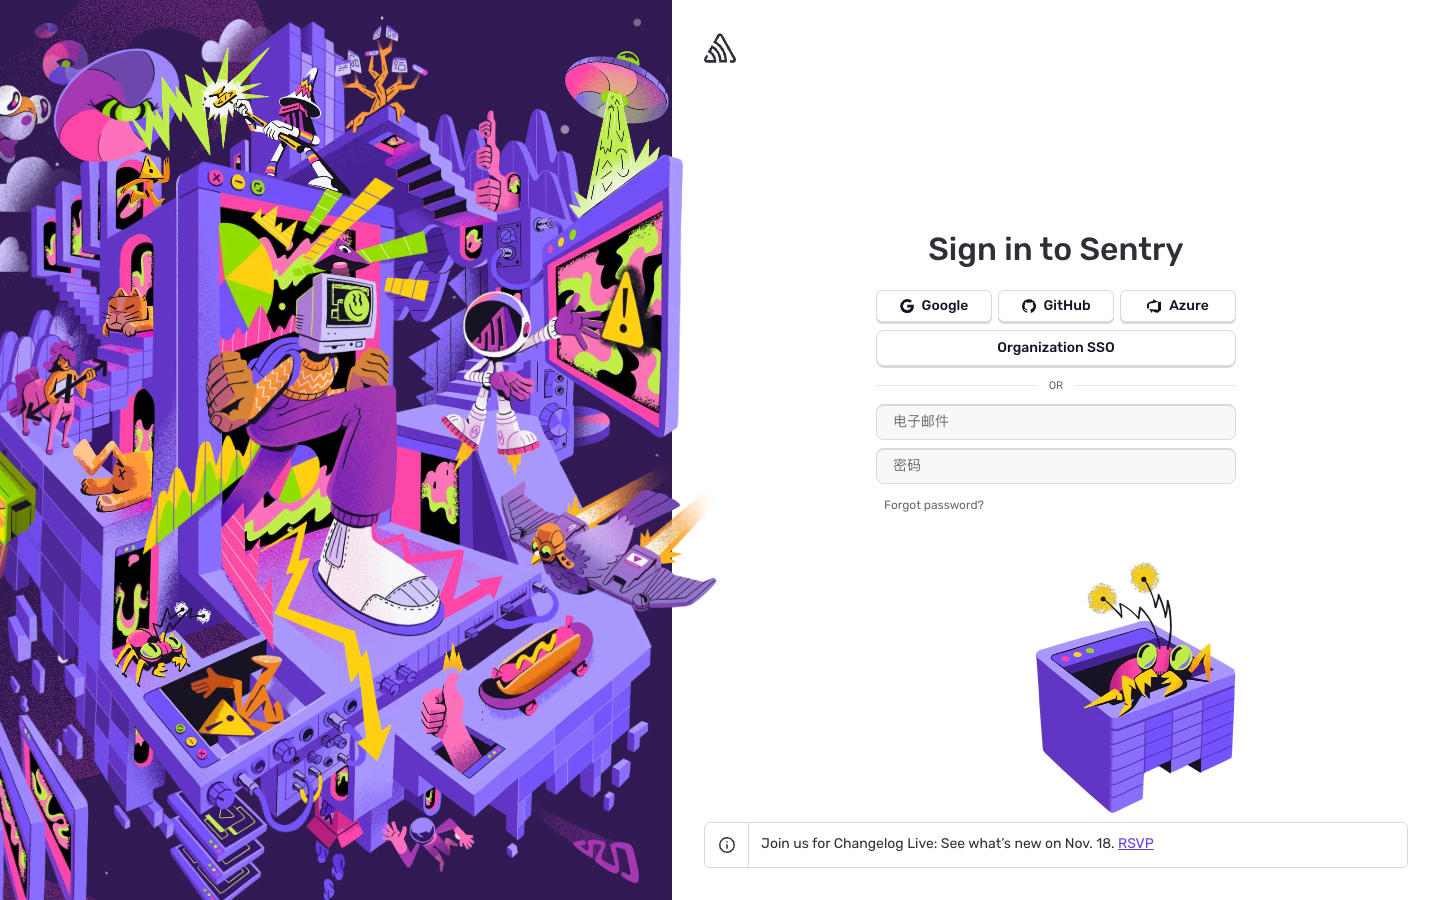 Sign in to Sentry
Google
GitHub
Azure
Organization SSO
OR
电子邮件
密码
Forgot password?
Join us for Changelog Live: See what’s new on Nov. 18. RSVP